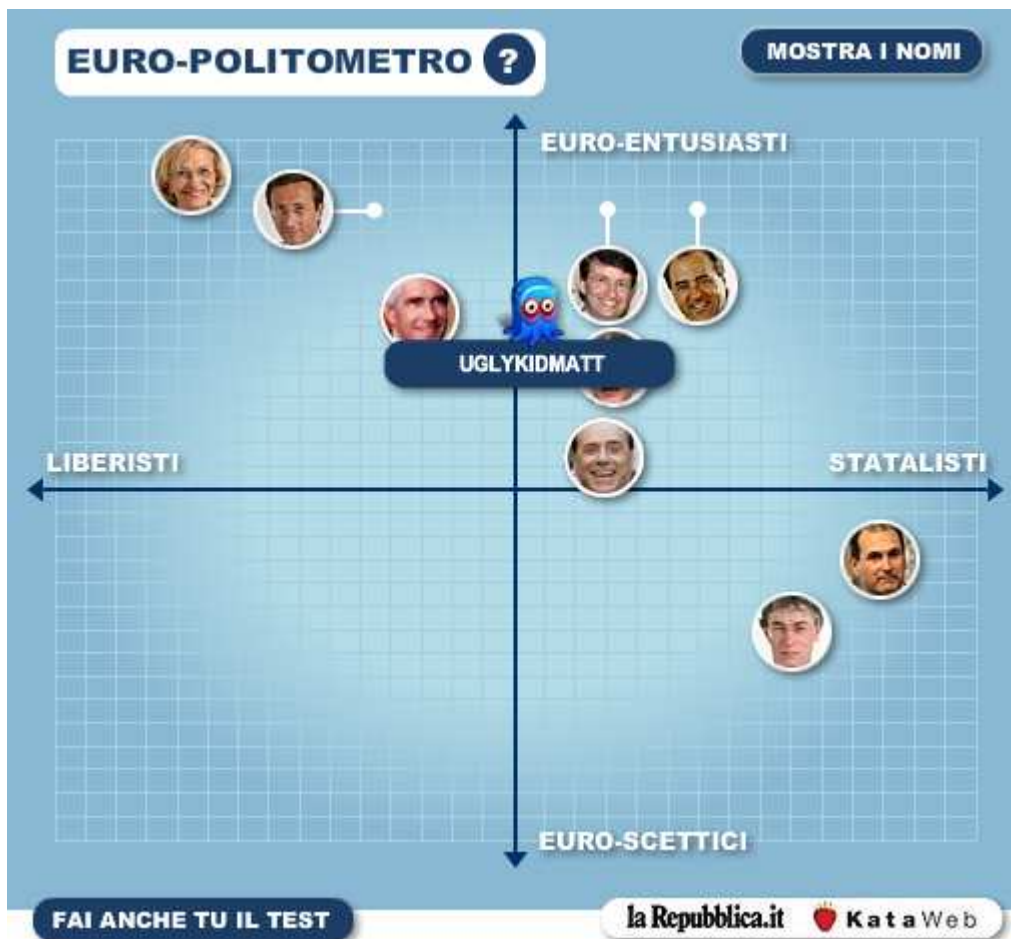 EURO-POLITOMETRO ?
MOSTRA I NOMI
EURO-ENTUSIASTI
UGLYKIDMATT
LIBERISTI
STATALISTI
EURO-SCETTICI
FAI ANCHE TU IL TEST
la Repubblica.it
KataWeb